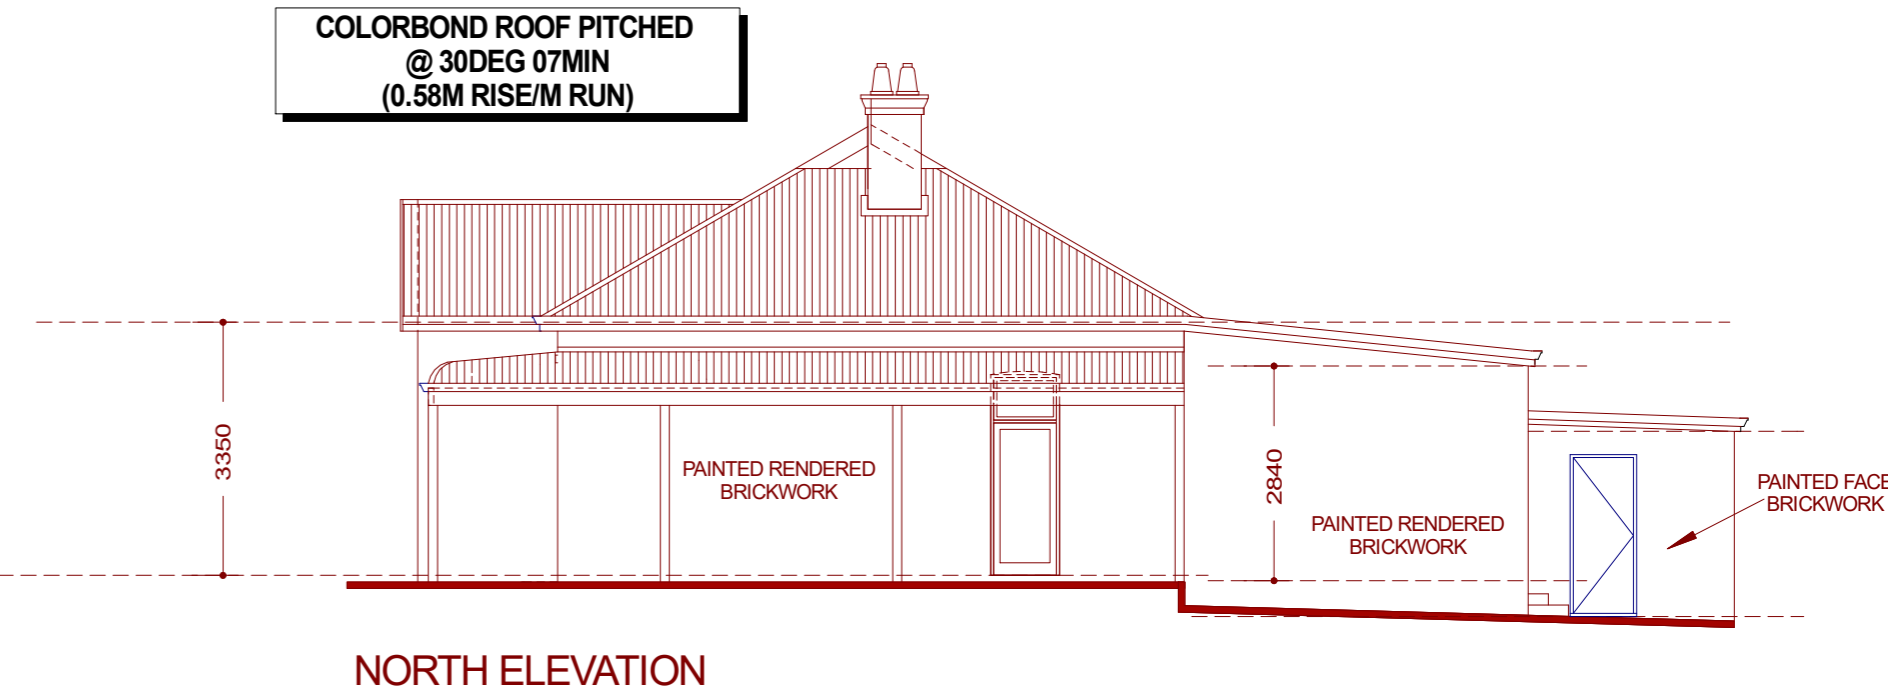 COLORBOND ROOF PITCHED
@ 30DEG 07MIN
(0.58M RISE/M RUN)
3350
PAINTED RENDERED
BRICKWORK
2840
PAINTED RENDERED
BRICKWORK
PAINTED FACE
BRICKWORK
NORTH ELEVATION